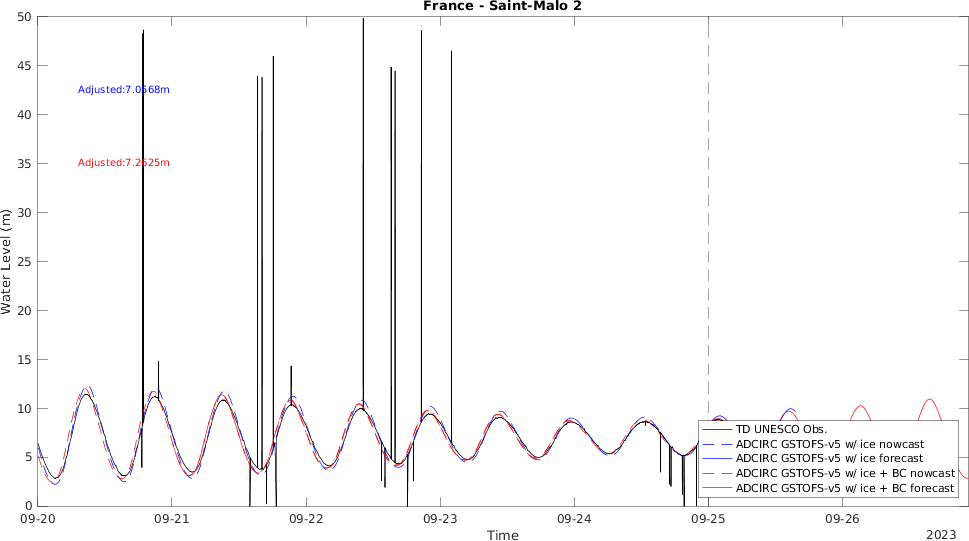 France - Saint-Malo 2
50
45
40
35
30
25
20
15
10
5
0
Water Level (m)
Adjusted:7.0568m
Adjusted:7.2625m
TD UNESCO Obs.
ADCIRC GSTOFS-v5 w/ ice nowcast
ADCIRC GSTOFS-v5 w/ ice forecast
ADCIRC GSTOFS-v5 w/ ice + BC nowcast
ADCIRC GSTOFS-v5 w/ ice + BC forecast
09-20 09-21 09-22 09-23 09-24 09-25 09-26
Time
2023